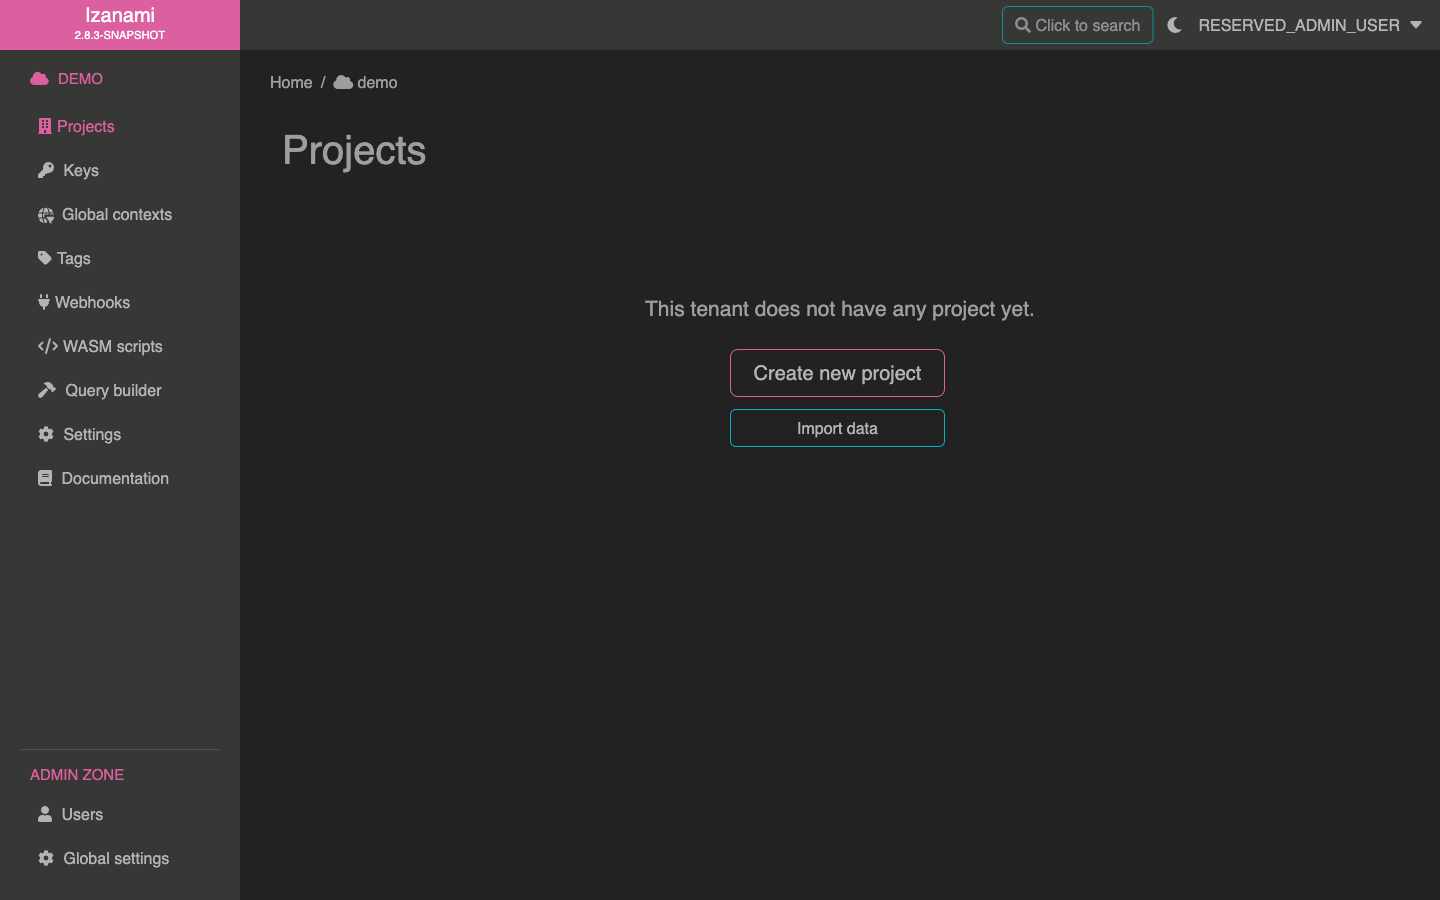 Izanami
2.8.3-SNAPSHOT
Click to search
RESERVED_ADMIN_USER
DEMO
Projects
Keys
Global contexts
Tags
Webhooks
WASM scripts
Query builder
Settings
Documentation
ADMIN ZONE
Users
Global settings
Home / demo
Projects
This tenant does not have any project yet.
Create new project
Import data